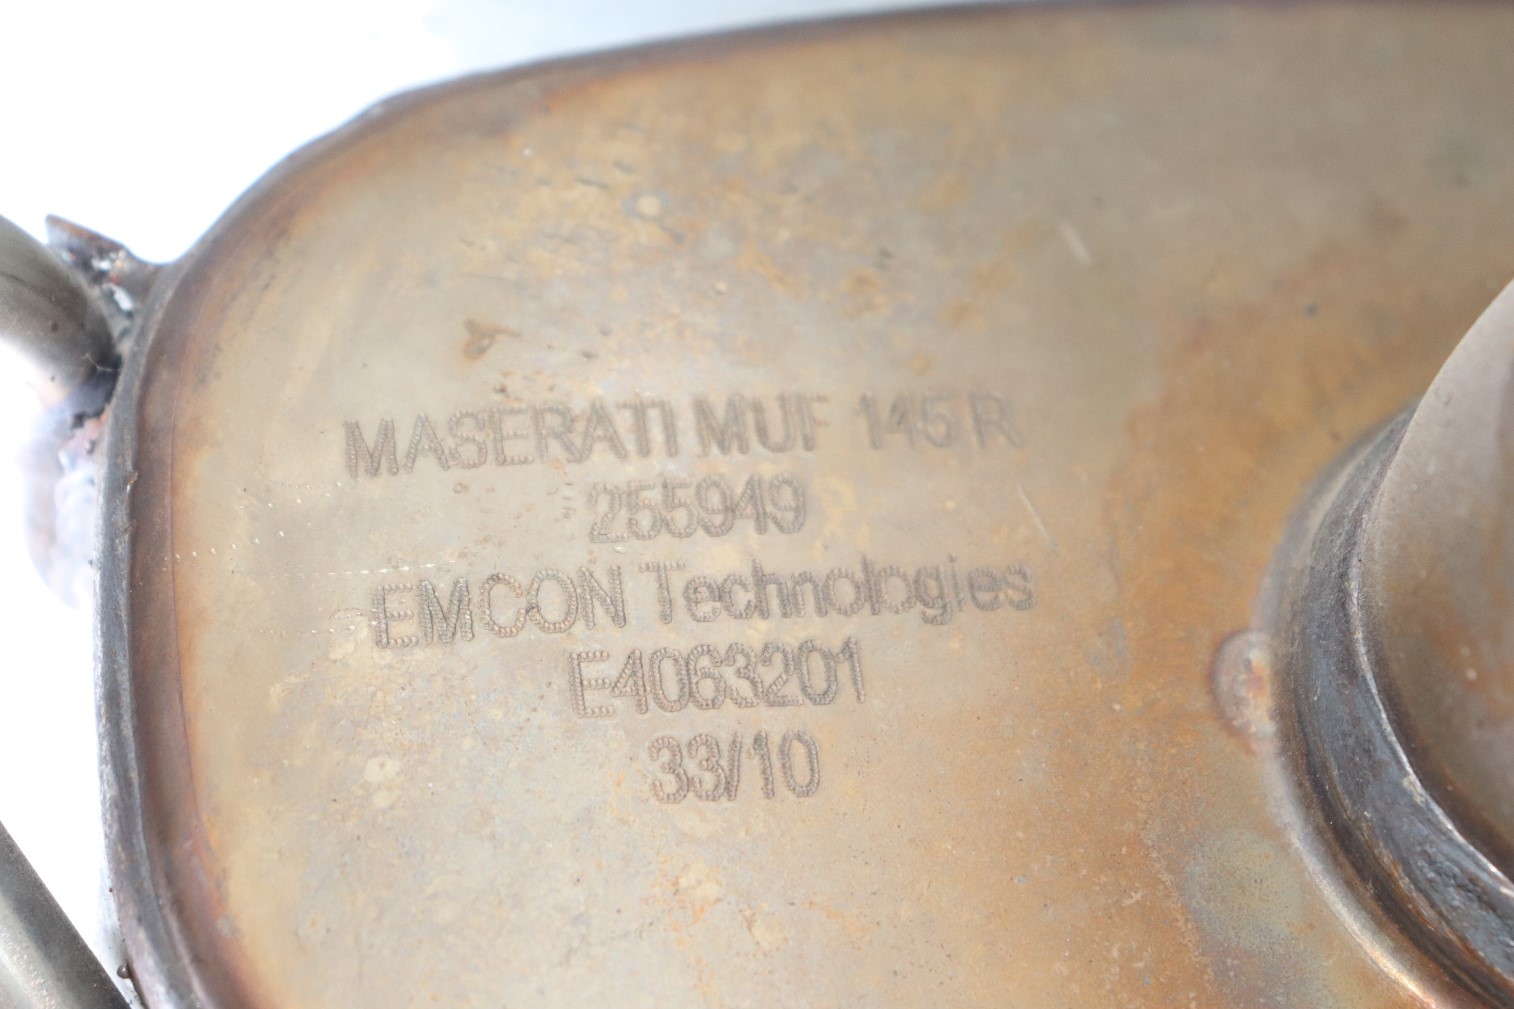 MASERATI MUF 145 R
255949
EMCON Technologies
E4063201
33/10